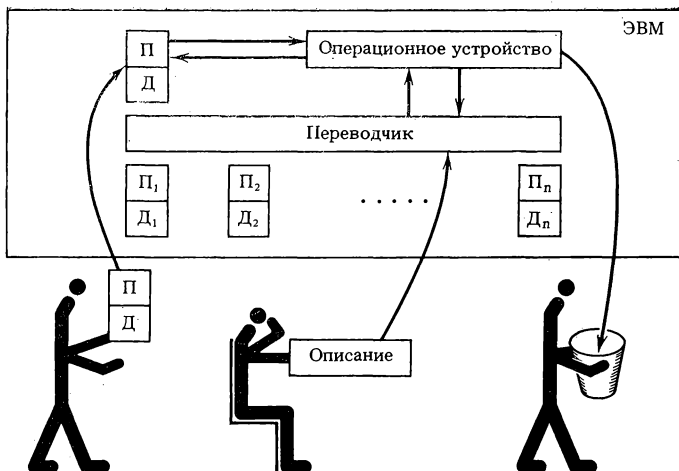 ЭВМ
П
Операционное устройство
Д
Переводчик
П₁
П₂
Пₙ
. . . . .
Д₁
Д₂
Дₙ
П
Д
Описание